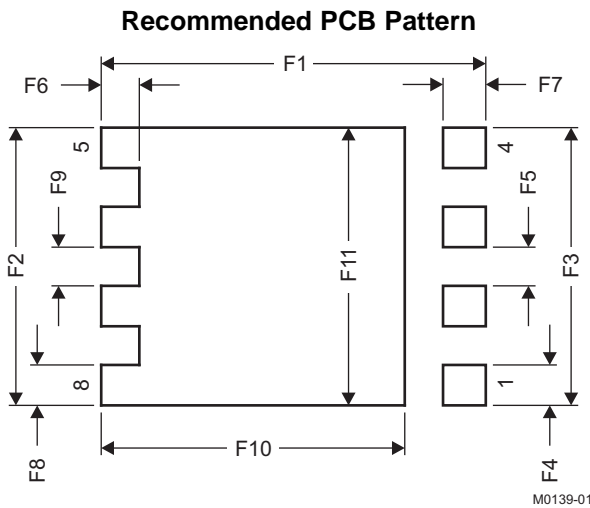 Recommended PCB Pattern
F1
F6
F7
5
4
F9
F5
F2
F11
F3
8
1
F10
F8
F4
M0139-01